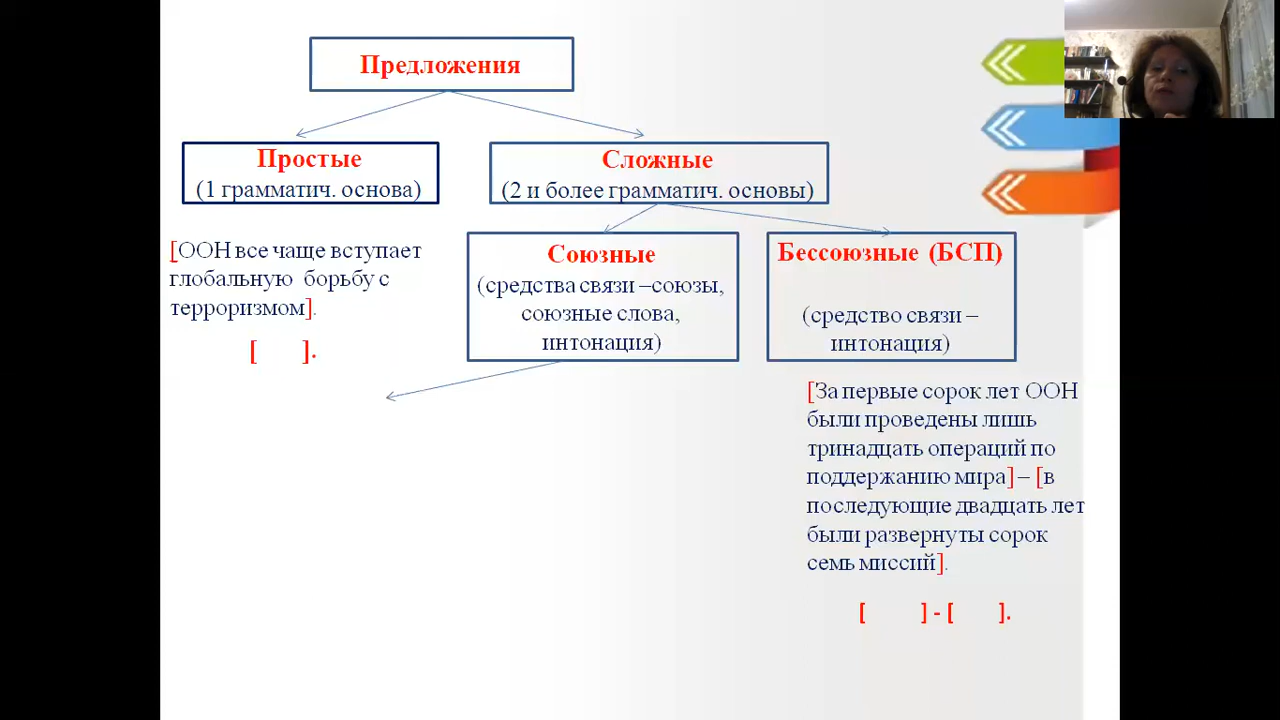 Предложения
Простые
(1 грамматич. основа)
Сложные
(2 и более грамматич. основы)
[ООН все чаще вступает
глобальную борьбу с
терроризмом].
[ ].
Союзные
(средства связи –союзы,
союзные слова,
интонация)
Бессоюзные (БСП)
(средство связи –
интонация)
[За первые сорок лет ООН
были проведены лишь
тринадцать операций по
поддержанию мира] – [в
последующие двадцать лет
были развернуты сорок
семь миссий].
[ ] - [ ].